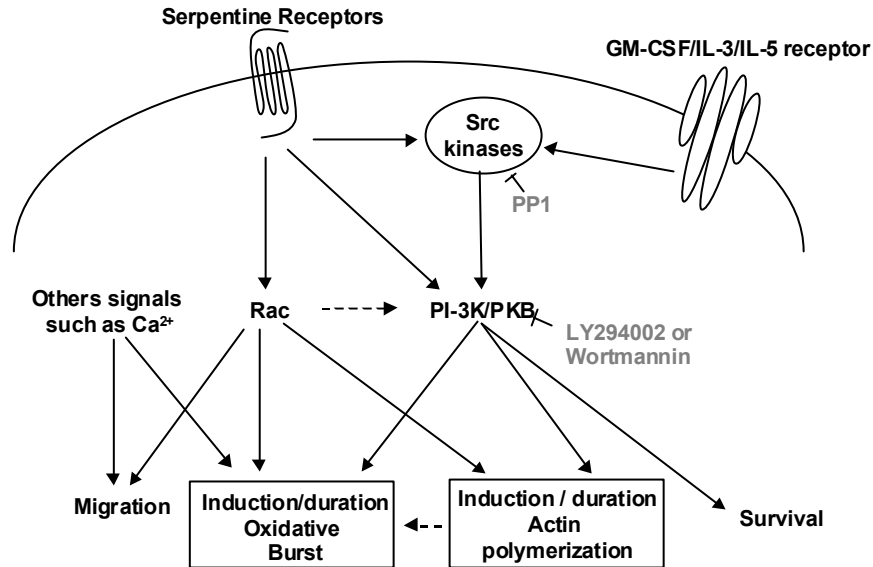 Serpentine Receptors
GM-CSF/IL-3/IL-5 receptor
Src
kinases
PP1
Others signals
such as Ca²⁺
Rac
PI-3K/PKB
LY294002 or
Wortmannin
Migration
Induction/duration
Oxidative
Burst
Induction / duration
Actin
polymerization
Survival